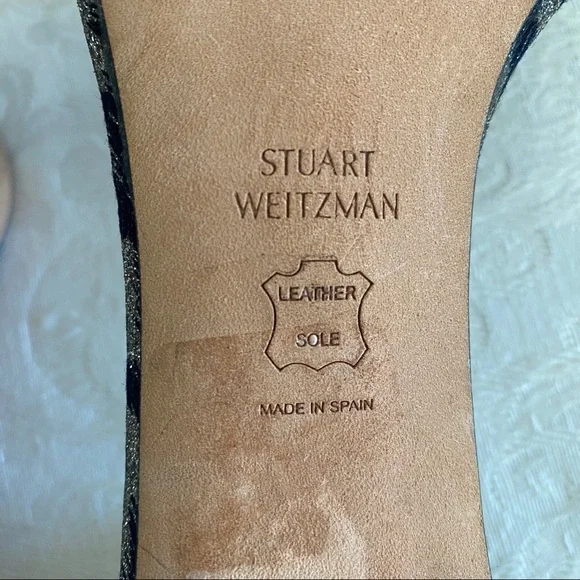 STUART
WEITZMAN
LEATHER
SOLE
MADE IN SPAIN